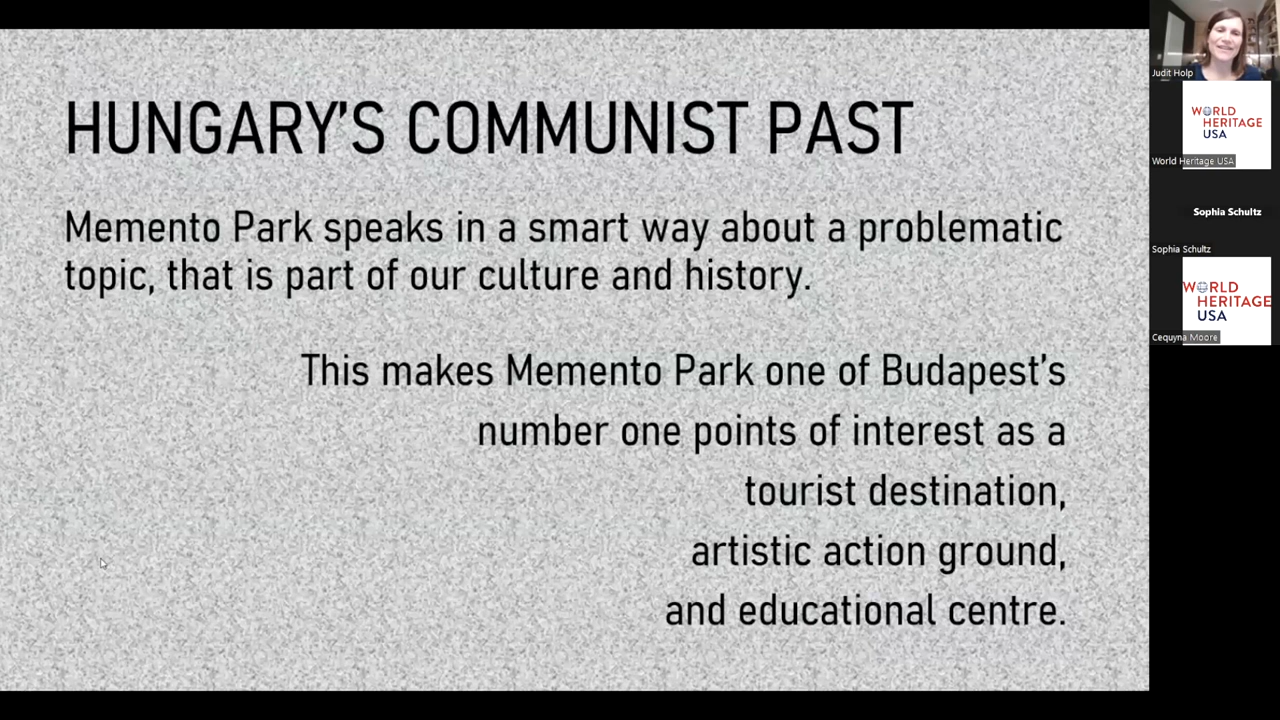 HUNGARY'S COMMUNIST PAST
Memento Park speaks in a smart way about a problematic
topic, that is part of our culture and history.
This makes Memento Park one of Budapest's
number one points of interest as a
tourist destination,
artistic action ground,
and educational centre.
Judit Holp
WORLD
HERITAGE
USA
World Heritage USA
Sophia Schultz
Sophia Schultz
WORLD
HERITAGE
USA
Cequyna Moore